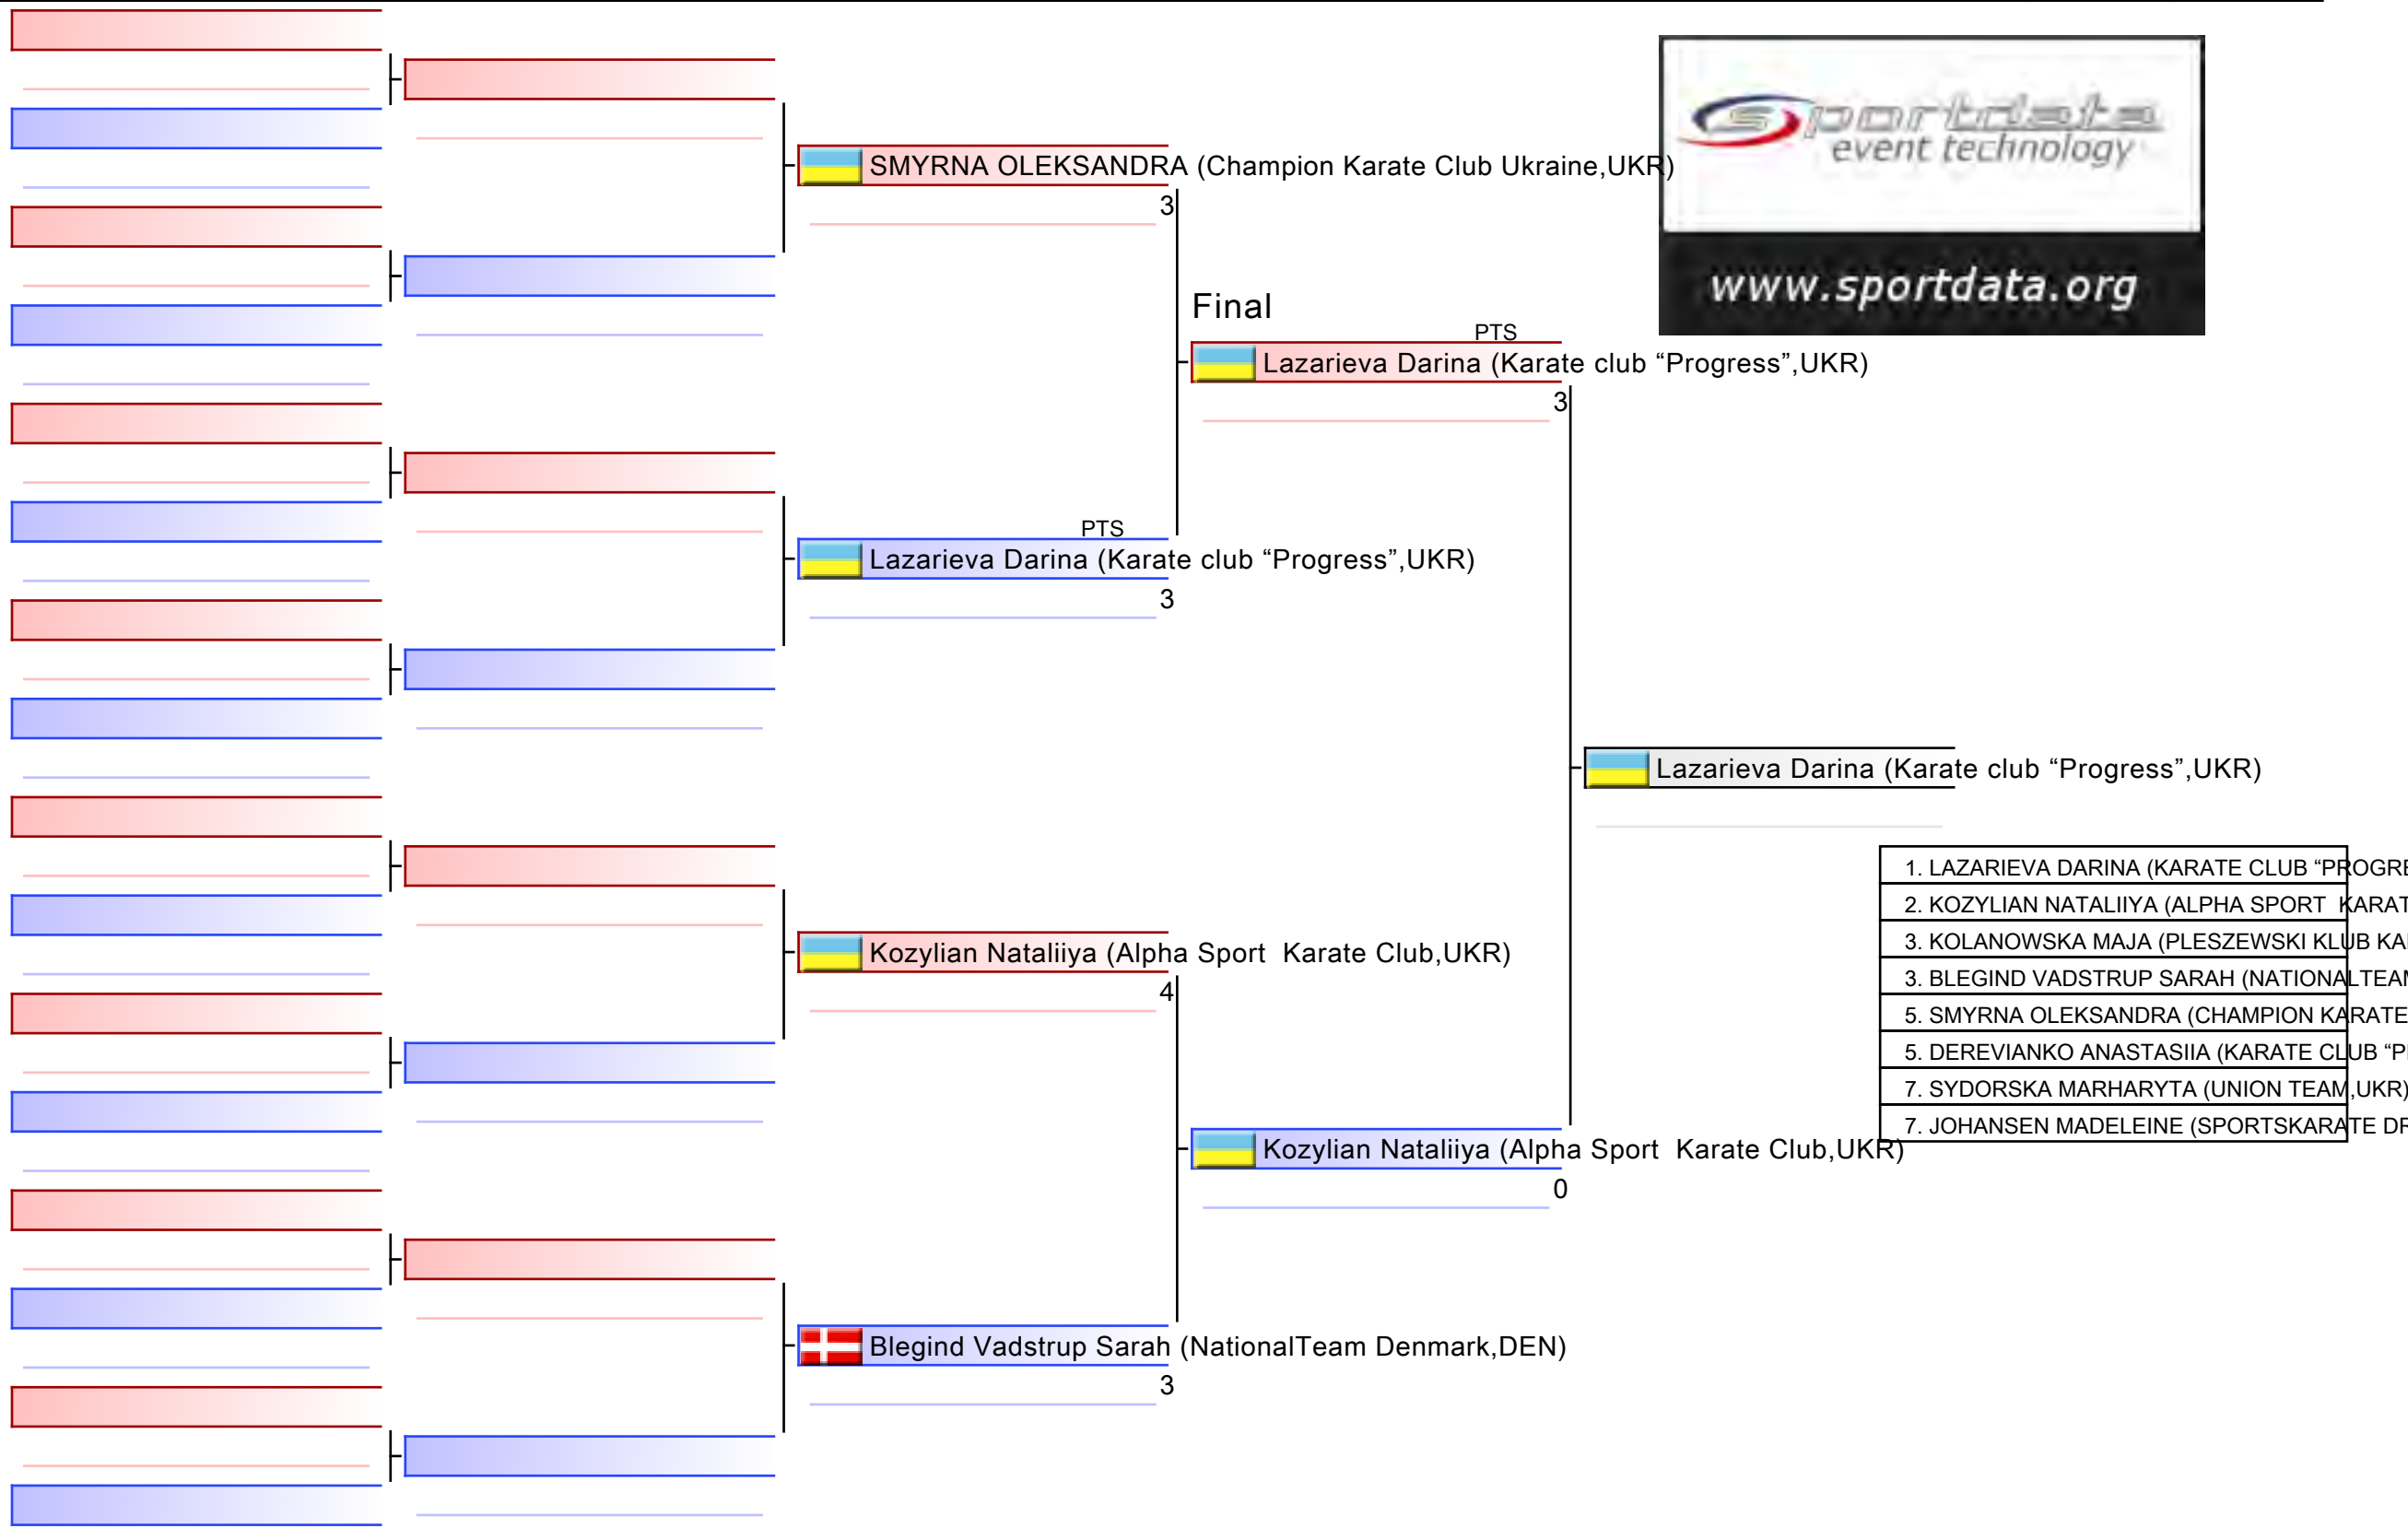 sportdata
event technology
www.sportdata.org
SMYRNA OLEKSANDRA (Champion Karate Club Ukraine,UKR)
3
Final
PTS
Lazarieva Darina (Karate club “Progress”,UKR)
3
PTS
Lazarieva Darina (Karate club “Progress”,UKR)
3
Lazarieva Darina (Karate club “Progress”,UKR)
1. LAZARIEVA DARINA (KARATE CLUB “PROGRE
2. KOZYLIAN NATALIIYA (ALPHA SPORT KARAT
3. KOLANOWSKA MAJA (PLESZEWSKI KLUB KA
3. BLEGIND VADSTRUP SARAH (NATIONALTEAM
5. SMYRNA OLEKSANDRA (CHAMPION KARATE
5. DEREVIANKO ANASTASIIA (KARATE CLUB “P
7. SYDORSKA MARHARYTA (UNION TEAM,UKR)
7. JOHANSEN MADELEINE (SPORTSKARATE DR
Kozylian Nataliiya (Alpha Sport Karate Club,UKR)
4
Kozylian Nataliiya (Alpha Sport Karate Club,UKR)
0
Blegind Vadstrup Sarah (NationalTeam Denmark,DEN)
3